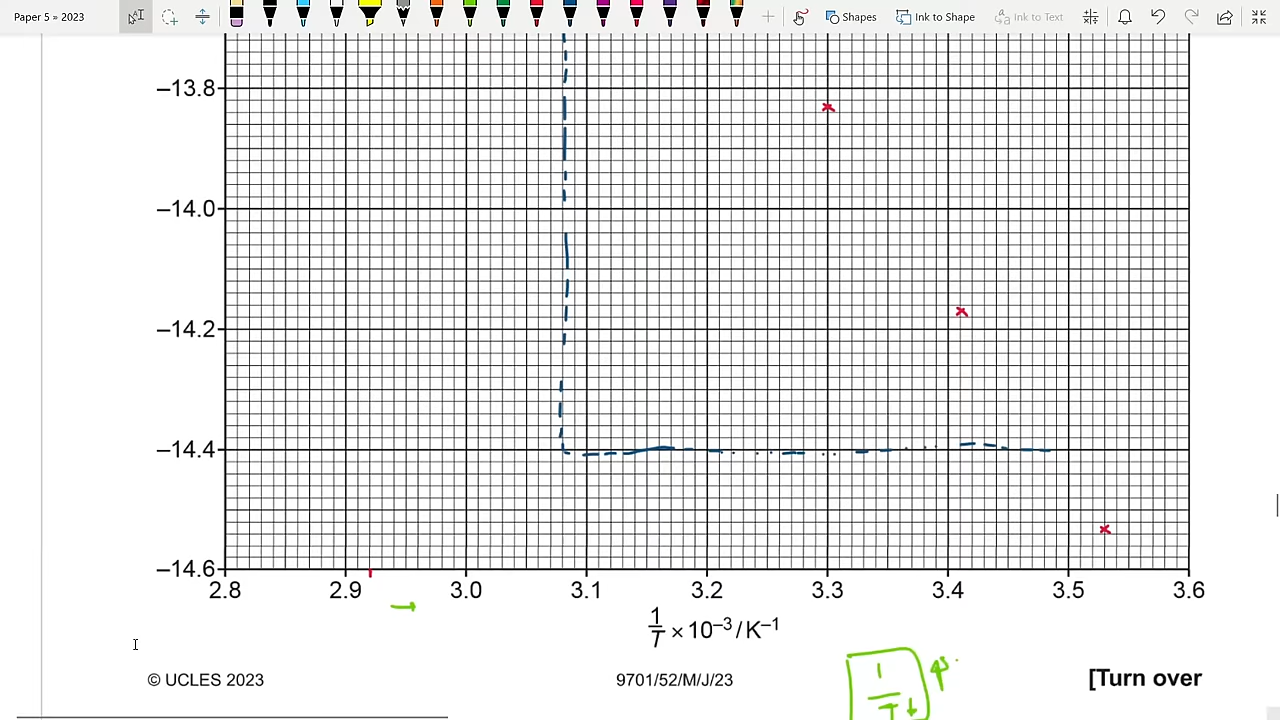 Paper 5 » 2023
Shapes
Ink to Shape
Ink to Text
–13.8
–14.0
–14.2
–14.4
–14.6
2.8 2.9 3.0 3.1 3.2 3.3 3.4 3.5 3.6
1/T × 10⁻³ / K⁻¹
© UCLES 2023 9701/52/M/J/23 [Turn over
1
T↓